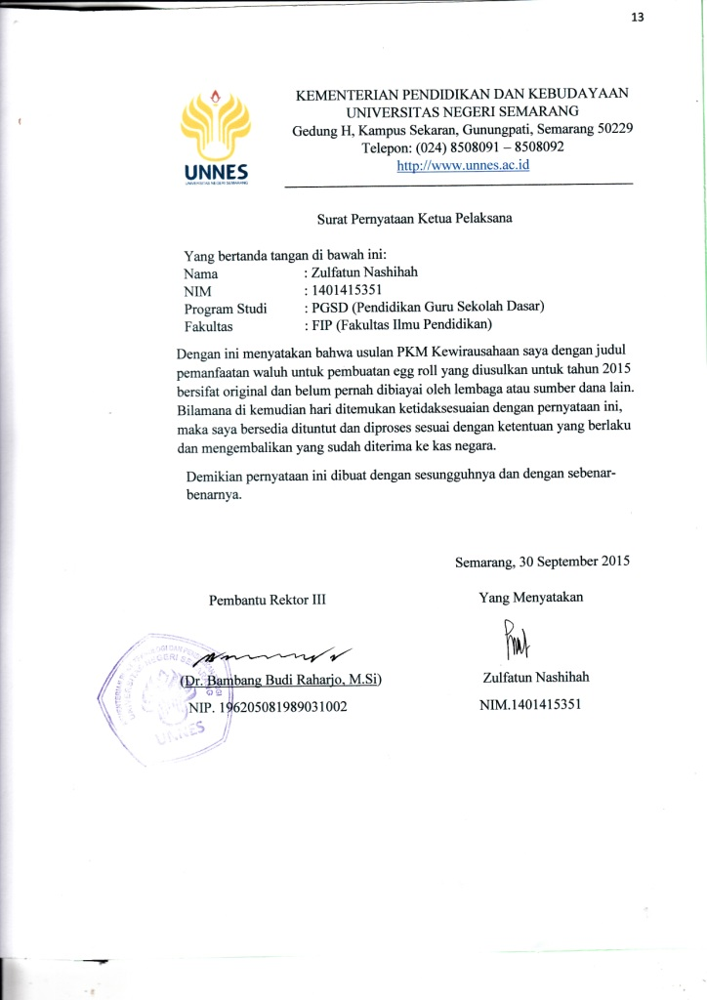 13
KEMENTERIAN PENDIDIKAN DAN KEBUDAYAAN
UNIVERSITAS NEGERI SEMARANG
Gedung H, Kampus Sekaran, Gunungpati, Semarang 50229
Telepon: (024) 8508091 – 8508092
http://www.unnes.ac.id
UNNES
UNIVERSITAS NEGERI SEMARANG
Surat Pernyataan Ketua Pelaksana
Yang bertanda tangan di bawah ini:
Nama : Zulfatun Nashihah
NIM : 1401415351
Program Studi : PGSD (Pendidikan Guru Sekolah Dasar)
Fakultas : FIP (Fakultas Ilmu Pendidikan)
Dengan ini menyatakan bahwa usulan PKM Kewirausahaan saya dengan judul
pemanfaatan waluh untuk pembuatan egg roll yang diusulkan untuk tahun 2015
bersifat original dan belum pernah dibiayai oleh lembaga atau sumber dana lain.
Bilamana di kemudian hari ditemukan ketidaksesuaian dengan pernyataan ini,
maka saya bersedia dituntut dan diproses sesuai dengan ketentuan yang berlaku
dan mengembalikan yang sudah diterima ke kas negara.
Demikian pernyataan ini dibuat dengan sesungguhnya dan dengan sebenar-
benarnya.
Semarang, 30 September 2015
Pembantu Rektor III
Yang Menyatakan
(Dr. Bambang Budi Raharjo, M.Si)
Zulfatun Nashihah
NIP. 196205081989031002
NIM.1401415351
UNIVERSITAS NEGERI SEMARANG
UNNES